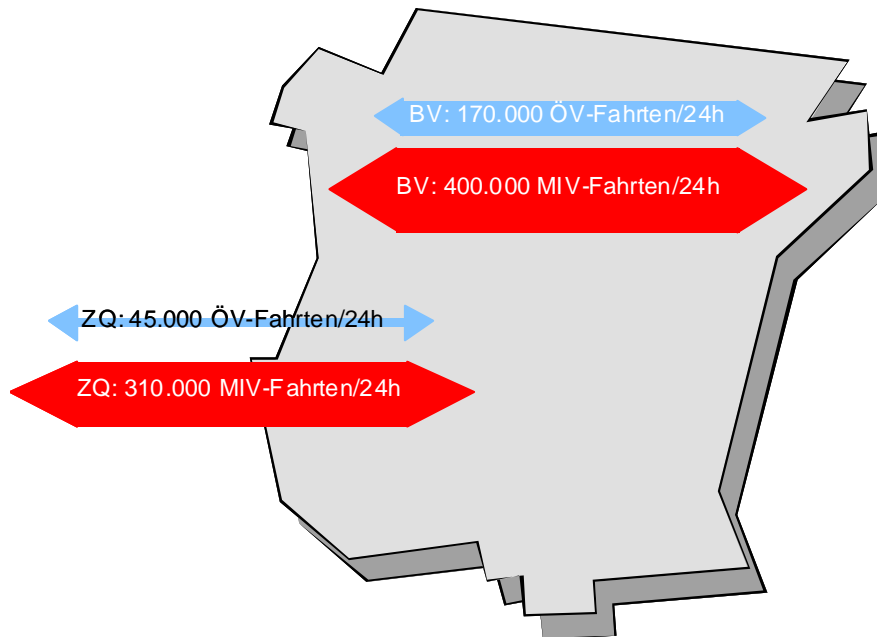 BV: 170.000 ÖV-Fahrten/24h
BV: 400.000 MIV-Fahrten/24h
ZQ: 45.000 ÖV-Fahrten/24h
ZQ: 310.000 MIV-Fahrten/24h